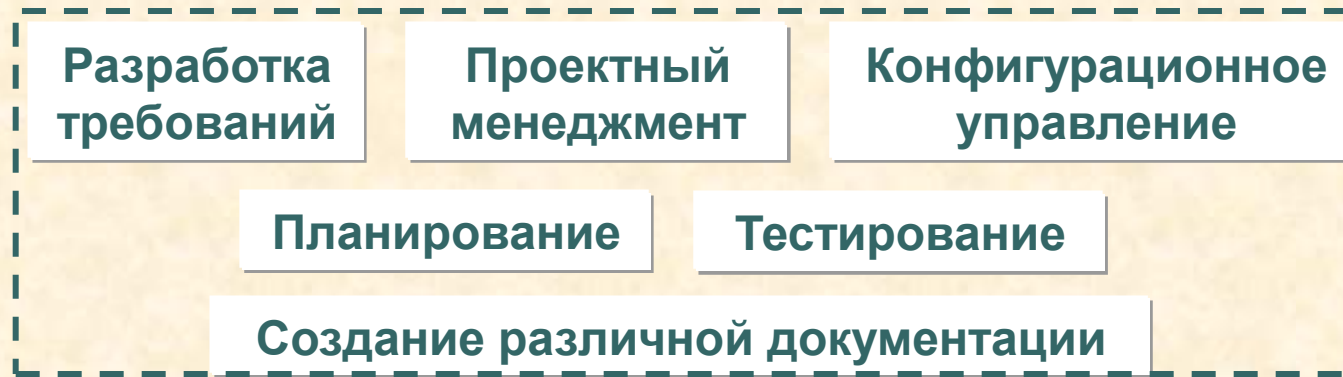 Разработка
требований
Проектный
менеджмент
Конфигурационное
управление
Планирование
Тестирование
Создание различной документации